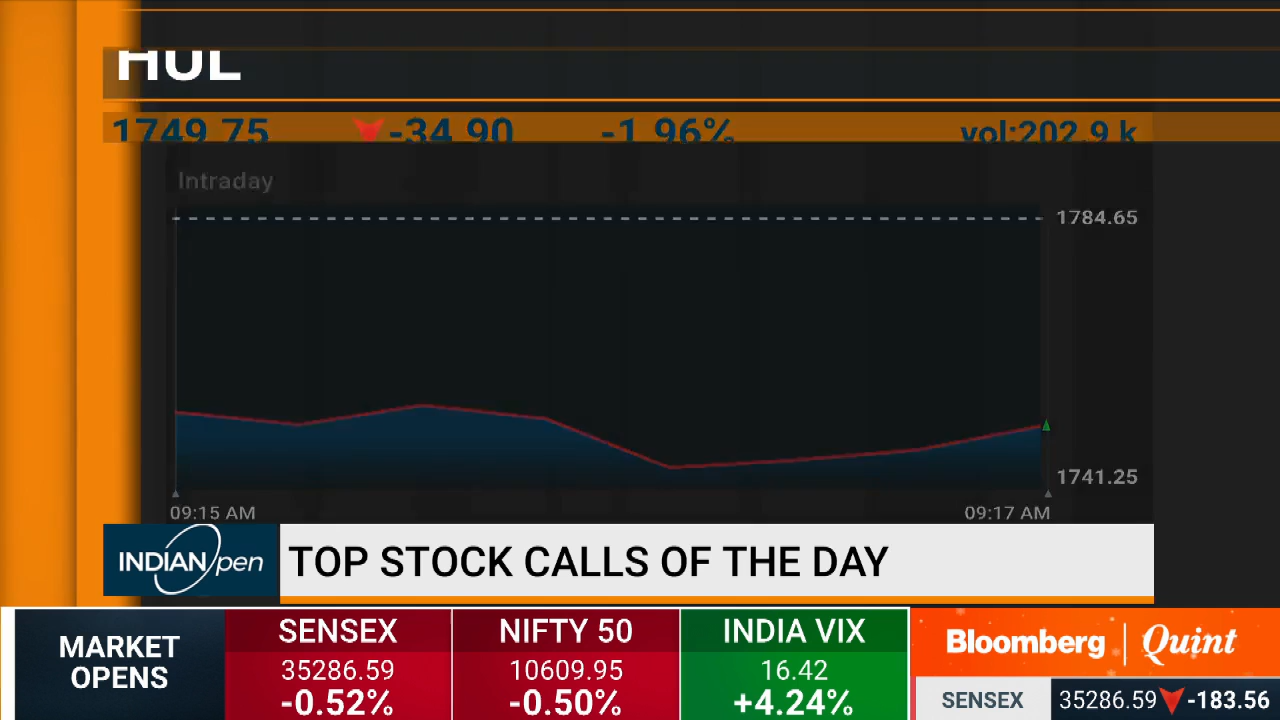 HUL
1749.75 -34.90 -1.96% vol:202.9 k
Intraday
1784.65
1741.25
09:15 AM 09:17 AM
INDIAN Open TOP STOCK CALLS OF THE DAY
MARKET OPENS
SENSEX
35286.59
-0.52%
NIFTY 50
10609.95
-0.50%
INDIA VIX
16.42
+4.24%
Bloomberg | Quint
SENSEX 35286.59 -183.56